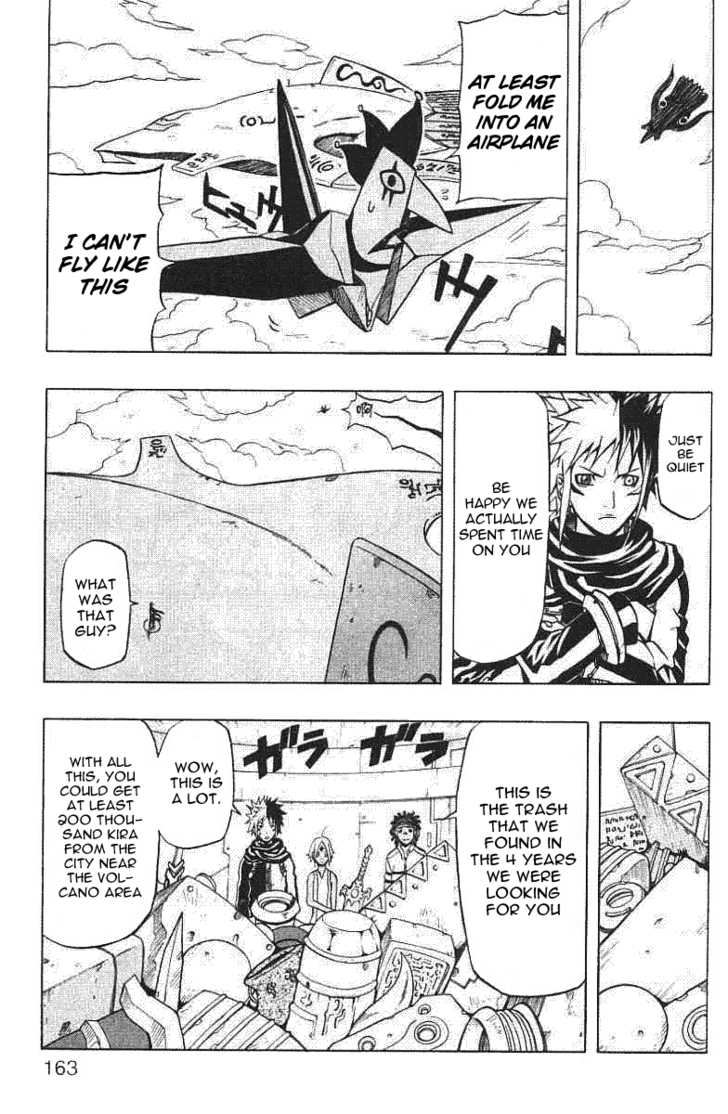 AT LEAST
FOLD ME
INTO AN
AIRPLANE
I CAN'T
FLY LIKE
THIS
JUST
BE
QUIET
BE
HAPPY WE
ACTUALLY
SPENT TIME
ON YOU
WHAT
WAS
THAT
GUY?
THIS IS
THE TRASH
THAT WE
FOUND IN
THE 4 YEARS
WE WERE
LOOKING
FOR YOU
ガラ
ガラ
WOW,
THIS IS
A LOT.
WITH ALL
THIS, YOU
COULD GET
AT LEAST
200 THOU-
SAND KIRA
FROM THE
CITY NEAR
THE VOL-
CANO AREA
163